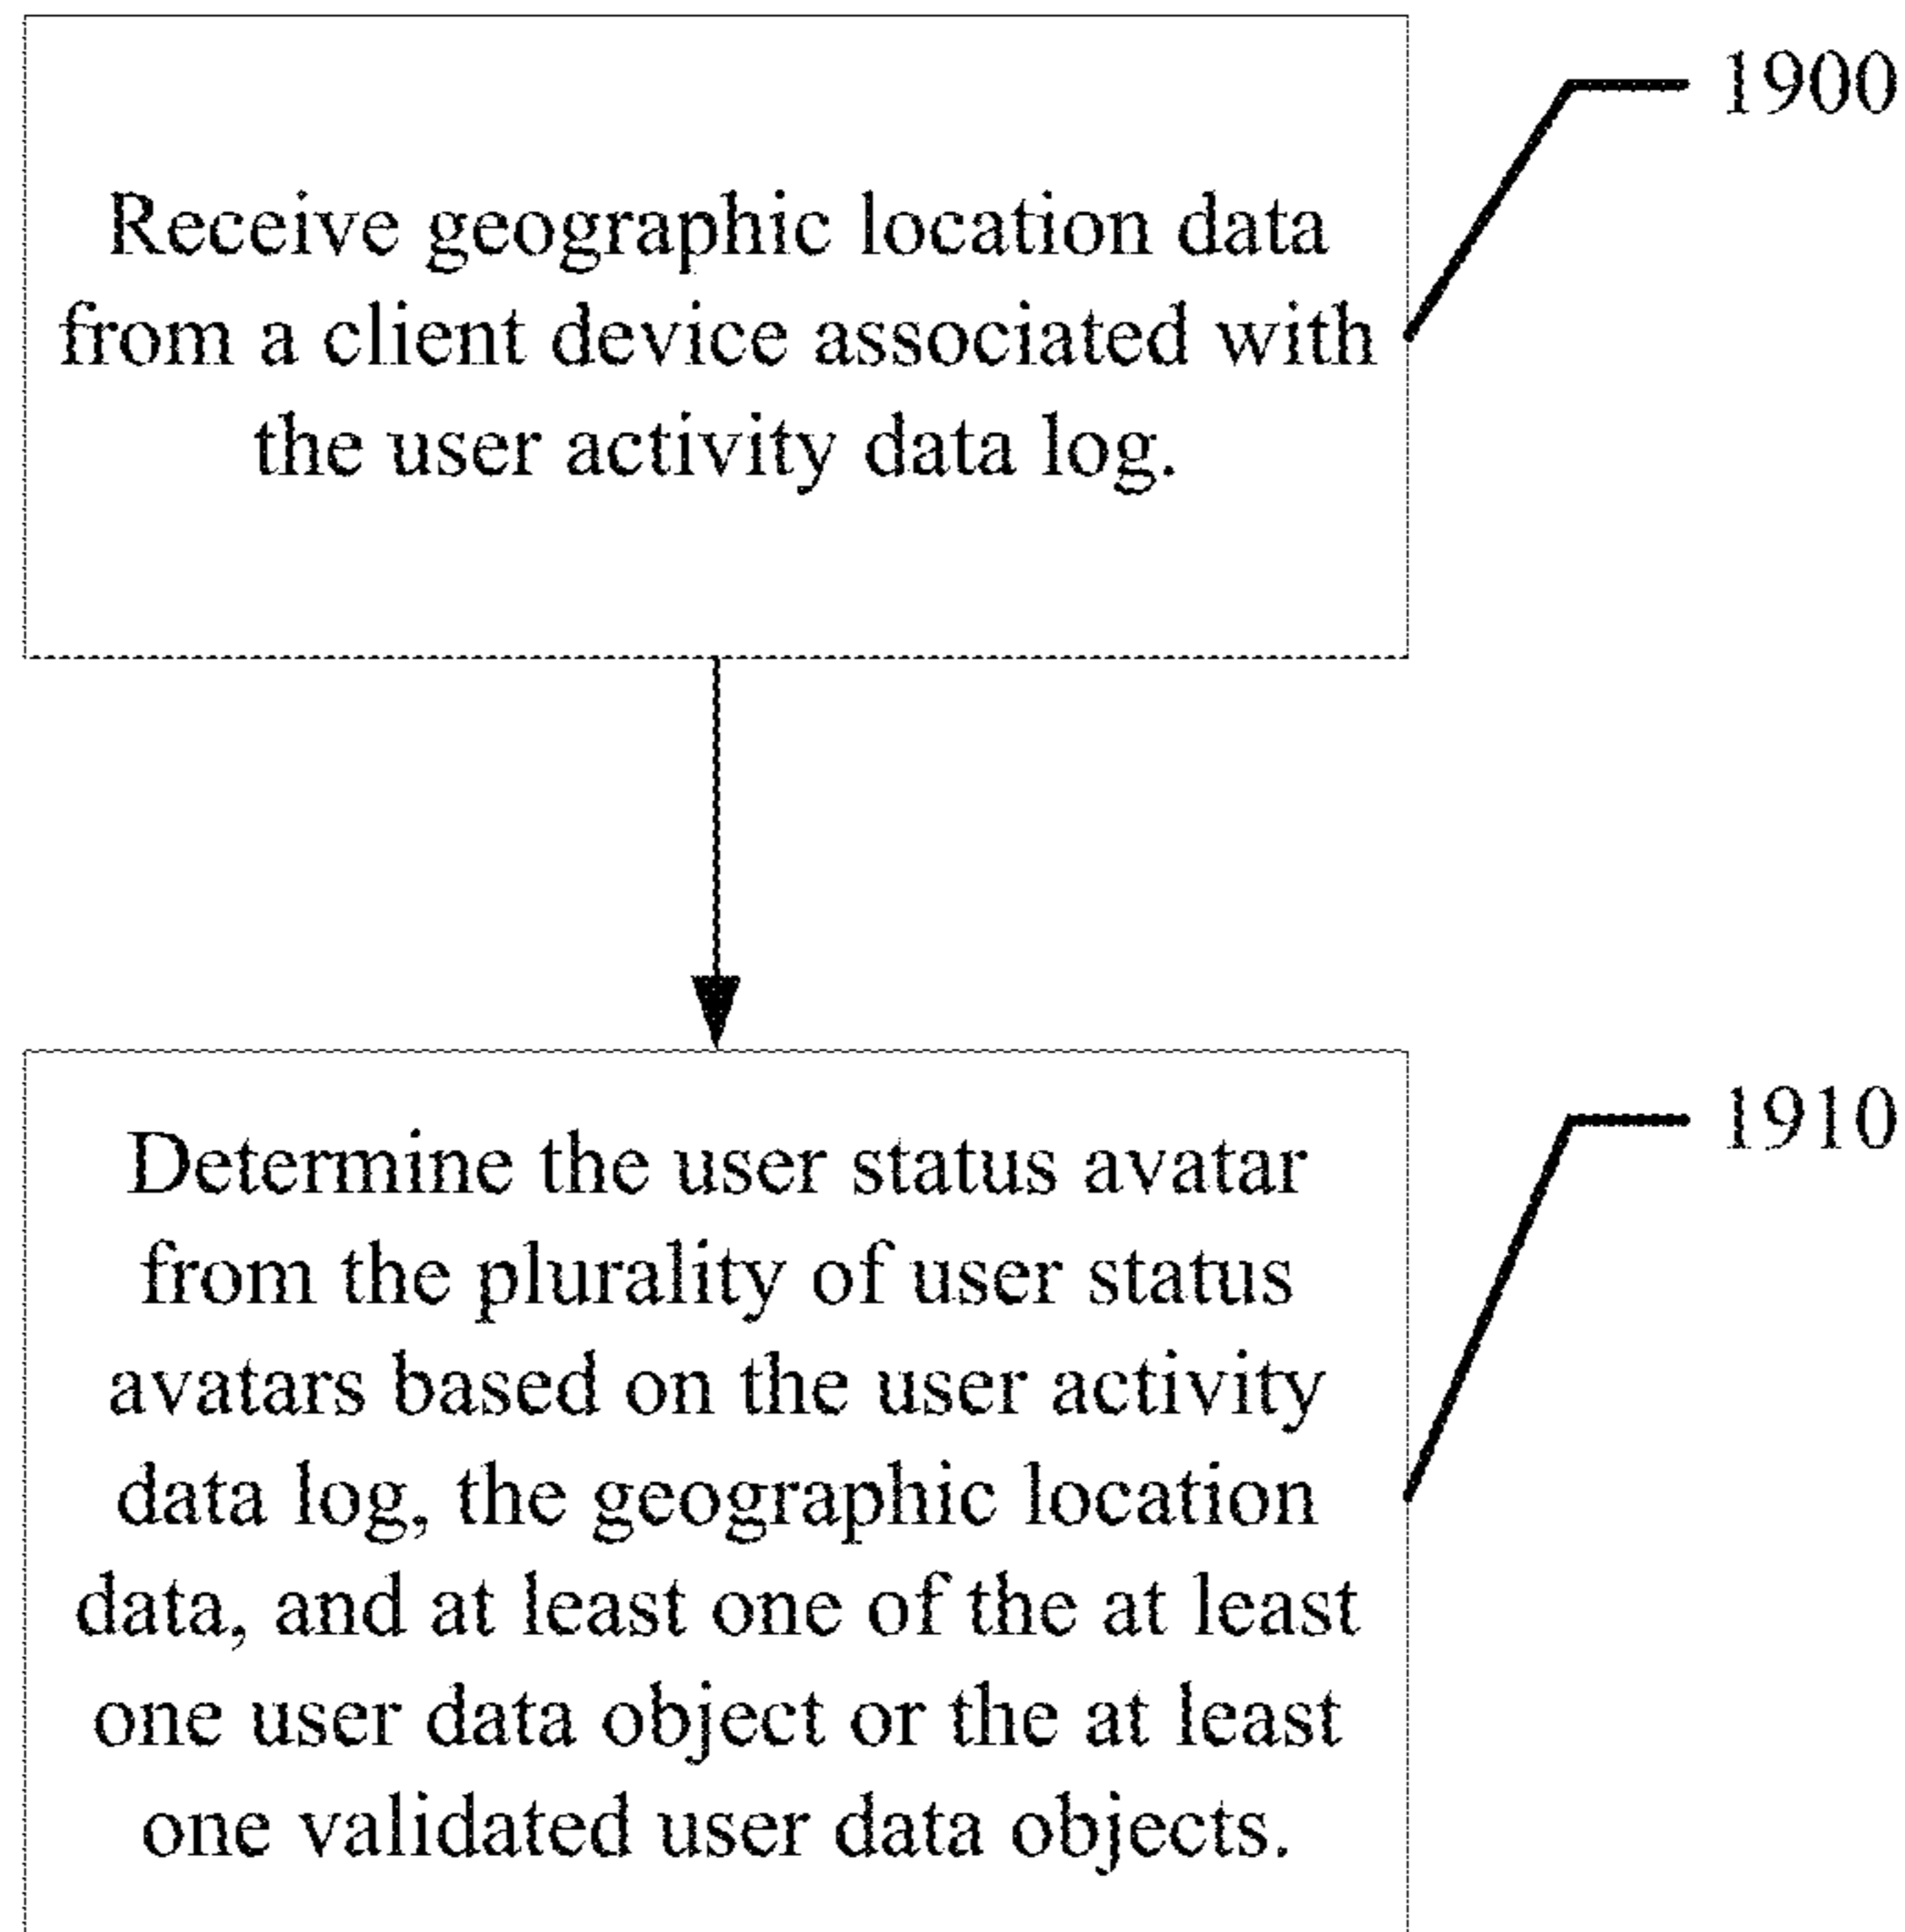 1900
Receive geographic location data
from a client device associated with
the user activity data log.
1910
Determine the user status avatar
from the plurality of user status
avatars based on the user activity
data log, the geographic location
data, and at least one of the at least
one user data object or the at least
one validated user data objects.